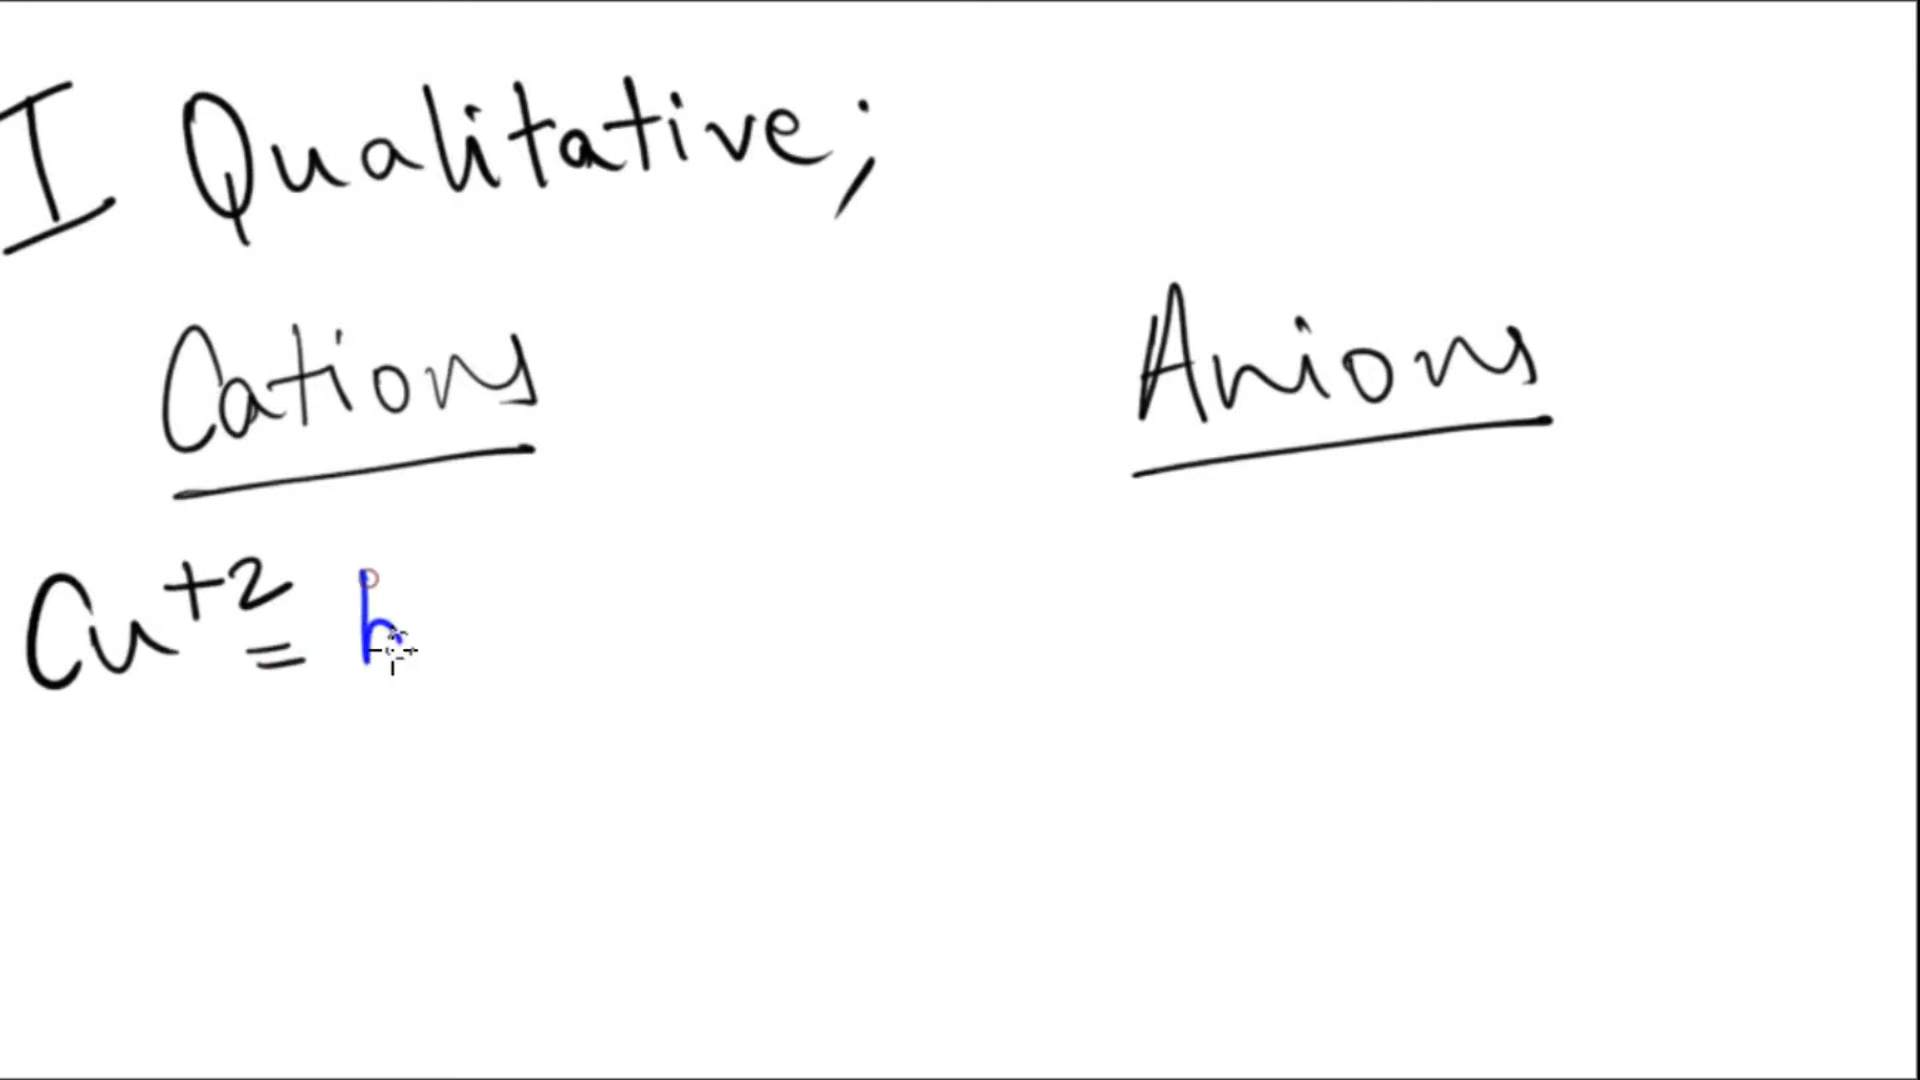 I Qualitative;
Cations
Anions
Cu+2 =